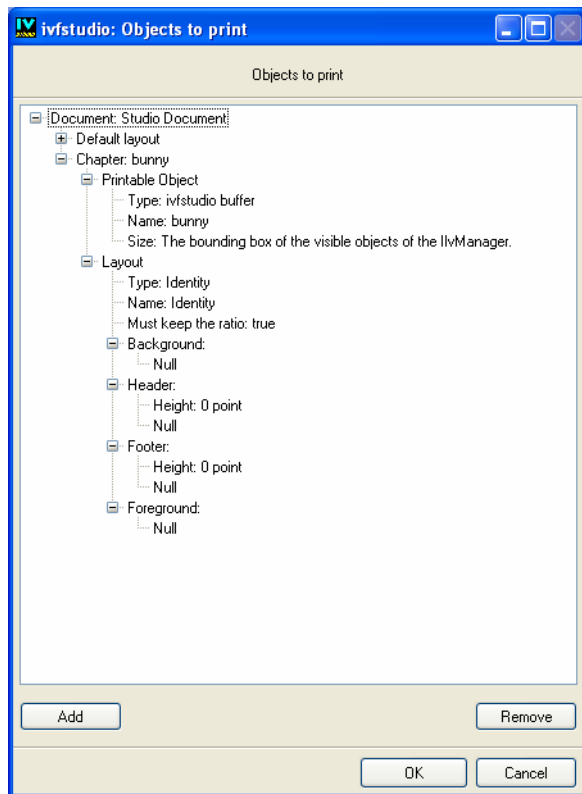 IV STUDIO ivfstudio: Objects to print
Objects to print
Document: Studio Document
Default layout
Chapter: bunny
Printable Object
Type: ivfstudio buffer
Name: bunny
Size: The bounding box of the visible objects of the IlvManager.
Layout
Type: Identity
Name: Identity
Must keep the ratio: true
Background:
Null
Header:
Height: 0 point
Null
Footer:
Height: 0 point
Null
Foreground:
Null
Add Remove
OK Cancel